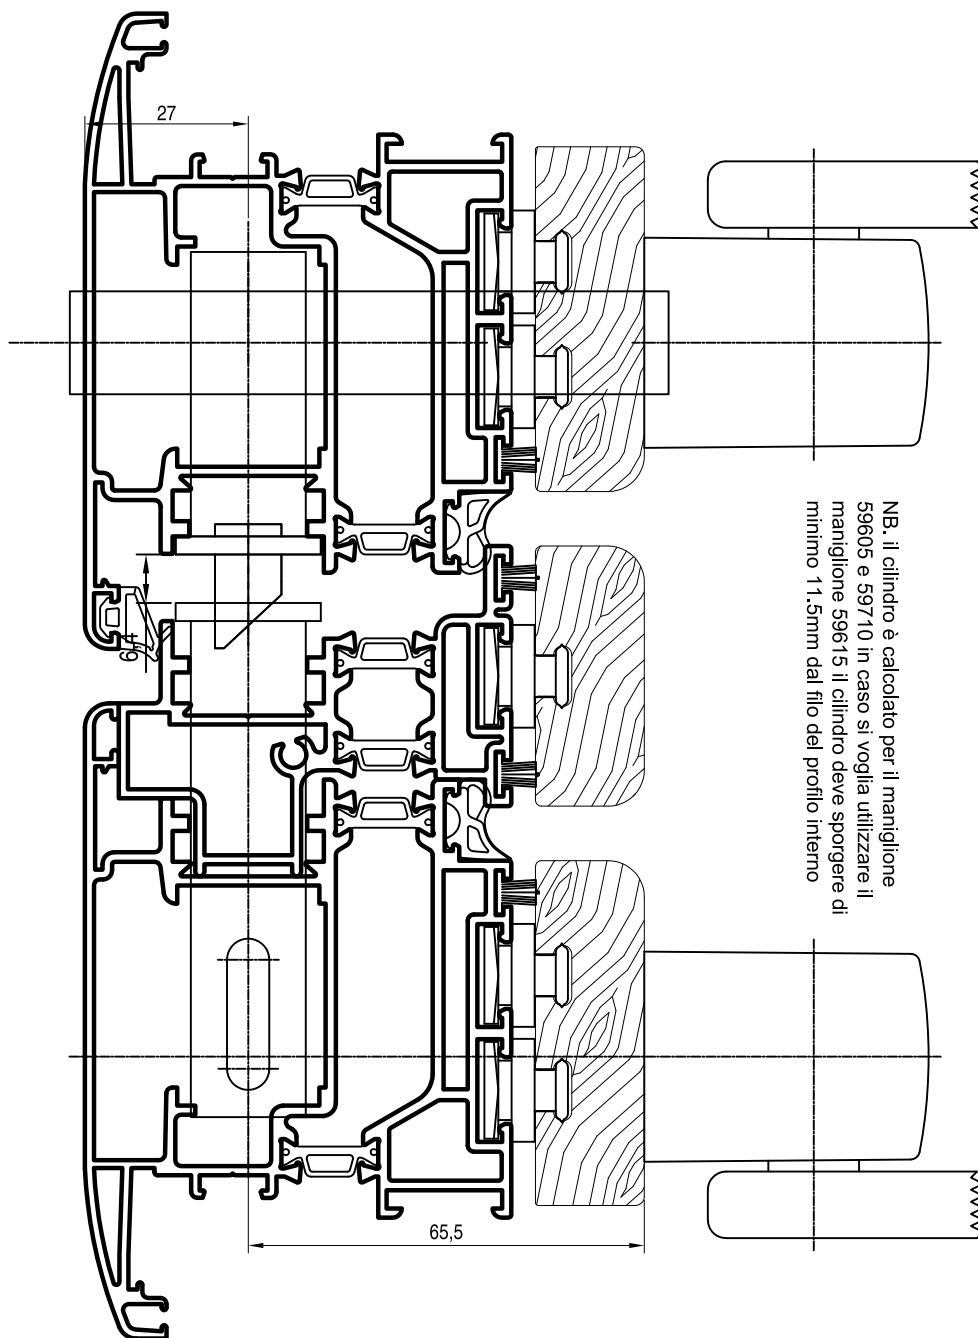 27
NB. il cilindro è calcolato per il maniglione
59605 e 59710 in caso si voglia utilizzare il
maniglione 59615 il cilindro deve sporgere di
minimo 11.5mm dal filo del profilo interno
65,5